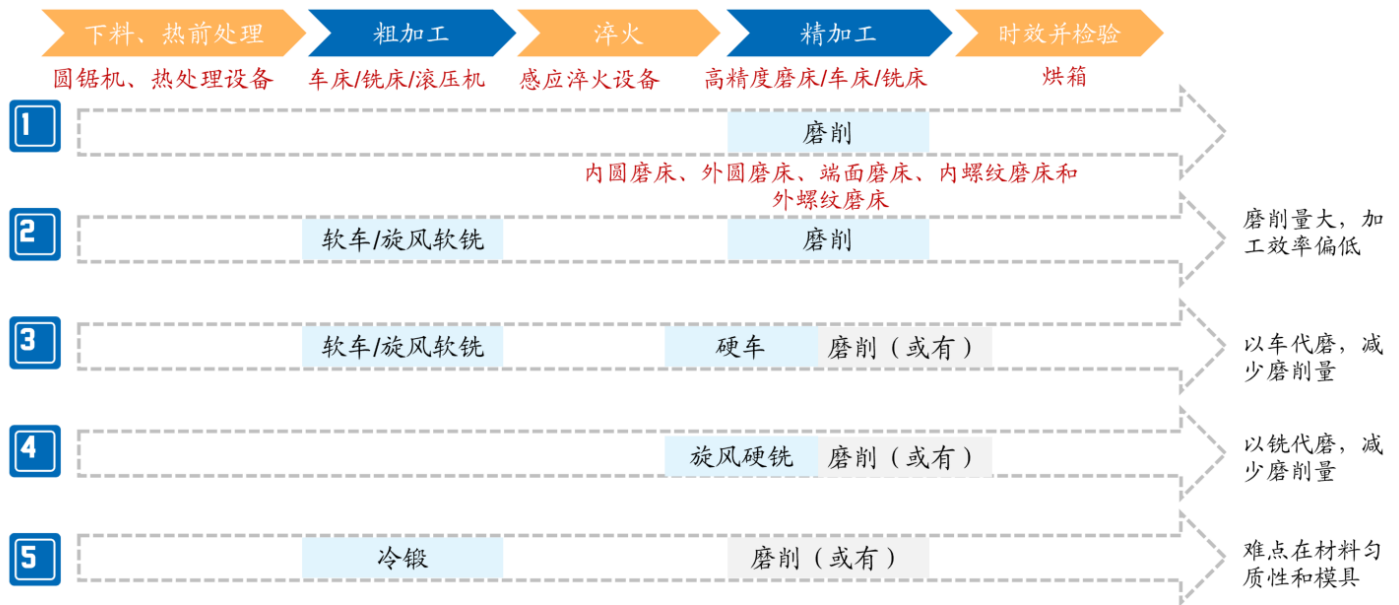 下料、热前处理
粗加工
淬火
精加工
时效并检验
圆锯机、热处理设备
车床/铣床/滚压机
感应淬火设备
高精度磨床/车床/铣床
烘箱
1
磨削
内圆磨床、外圆磨床、端面磨床、内螺纹磨床和
外螺纹磨床
2
软车/旋风软铣
磨削
磨削量大，加
工效率偏低
3
软车/旋风软铣
硬车
磨削（或有）
以车代磨，减
少磨削量
4
旋风硬铣
磨削（或有）
以铣代磨，减
少磨削量
5
冷锻
磨削（或有）
难点在材料匀
质性和模具